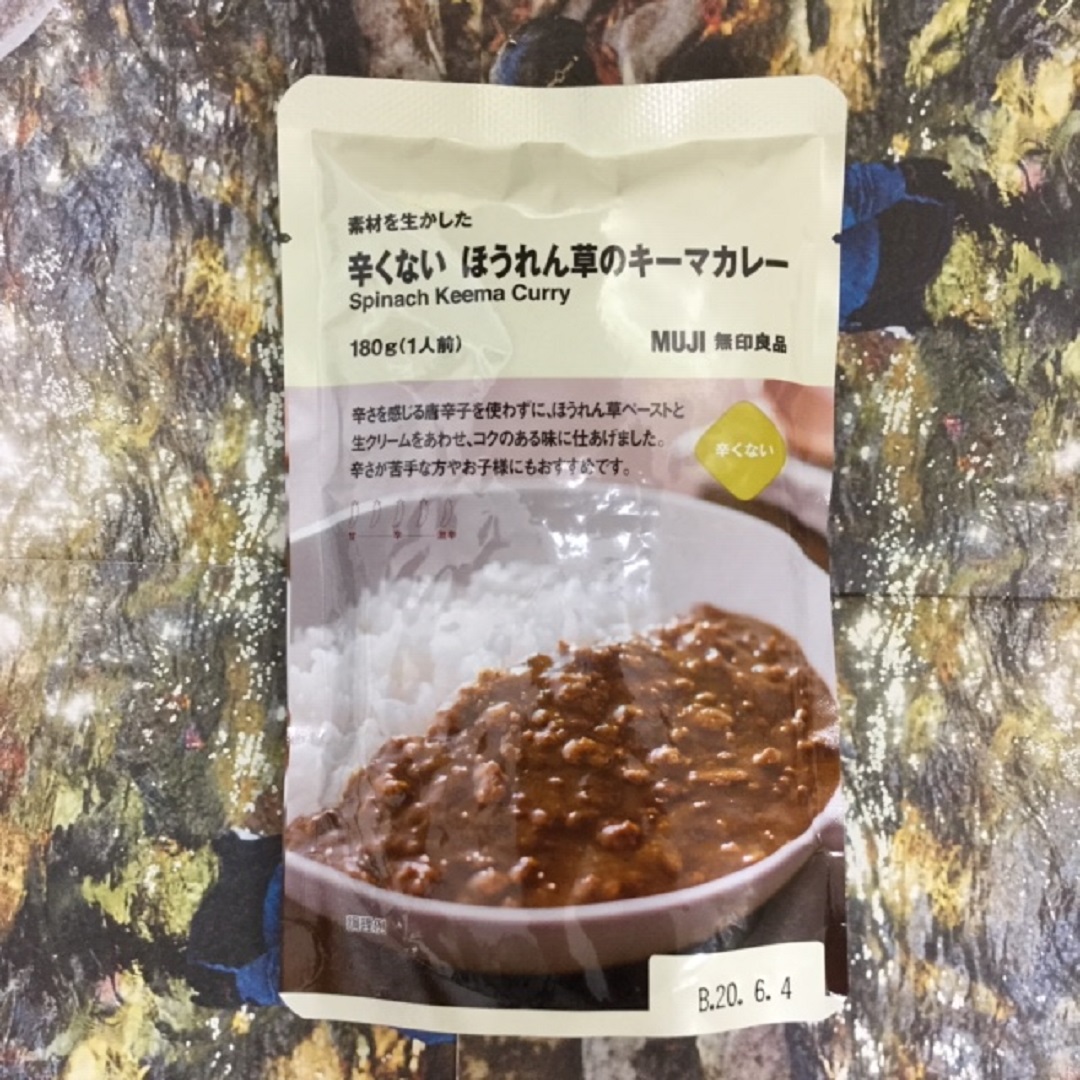 素材を生かした
辛くない ほうれん草のキーマカレー
Spinach Keema Curry
180g(1人前)
MUJI 無印良品
辛さを感じる唐辛子を使わずに、ほうれん草ペーストと
生クリームをあわせ、コクのある味に仕あげました。
辛さが苦手な方やお子様にもおすすめです。
辛くない
甘 辛 激辛
調理例
B.20. 6. 4